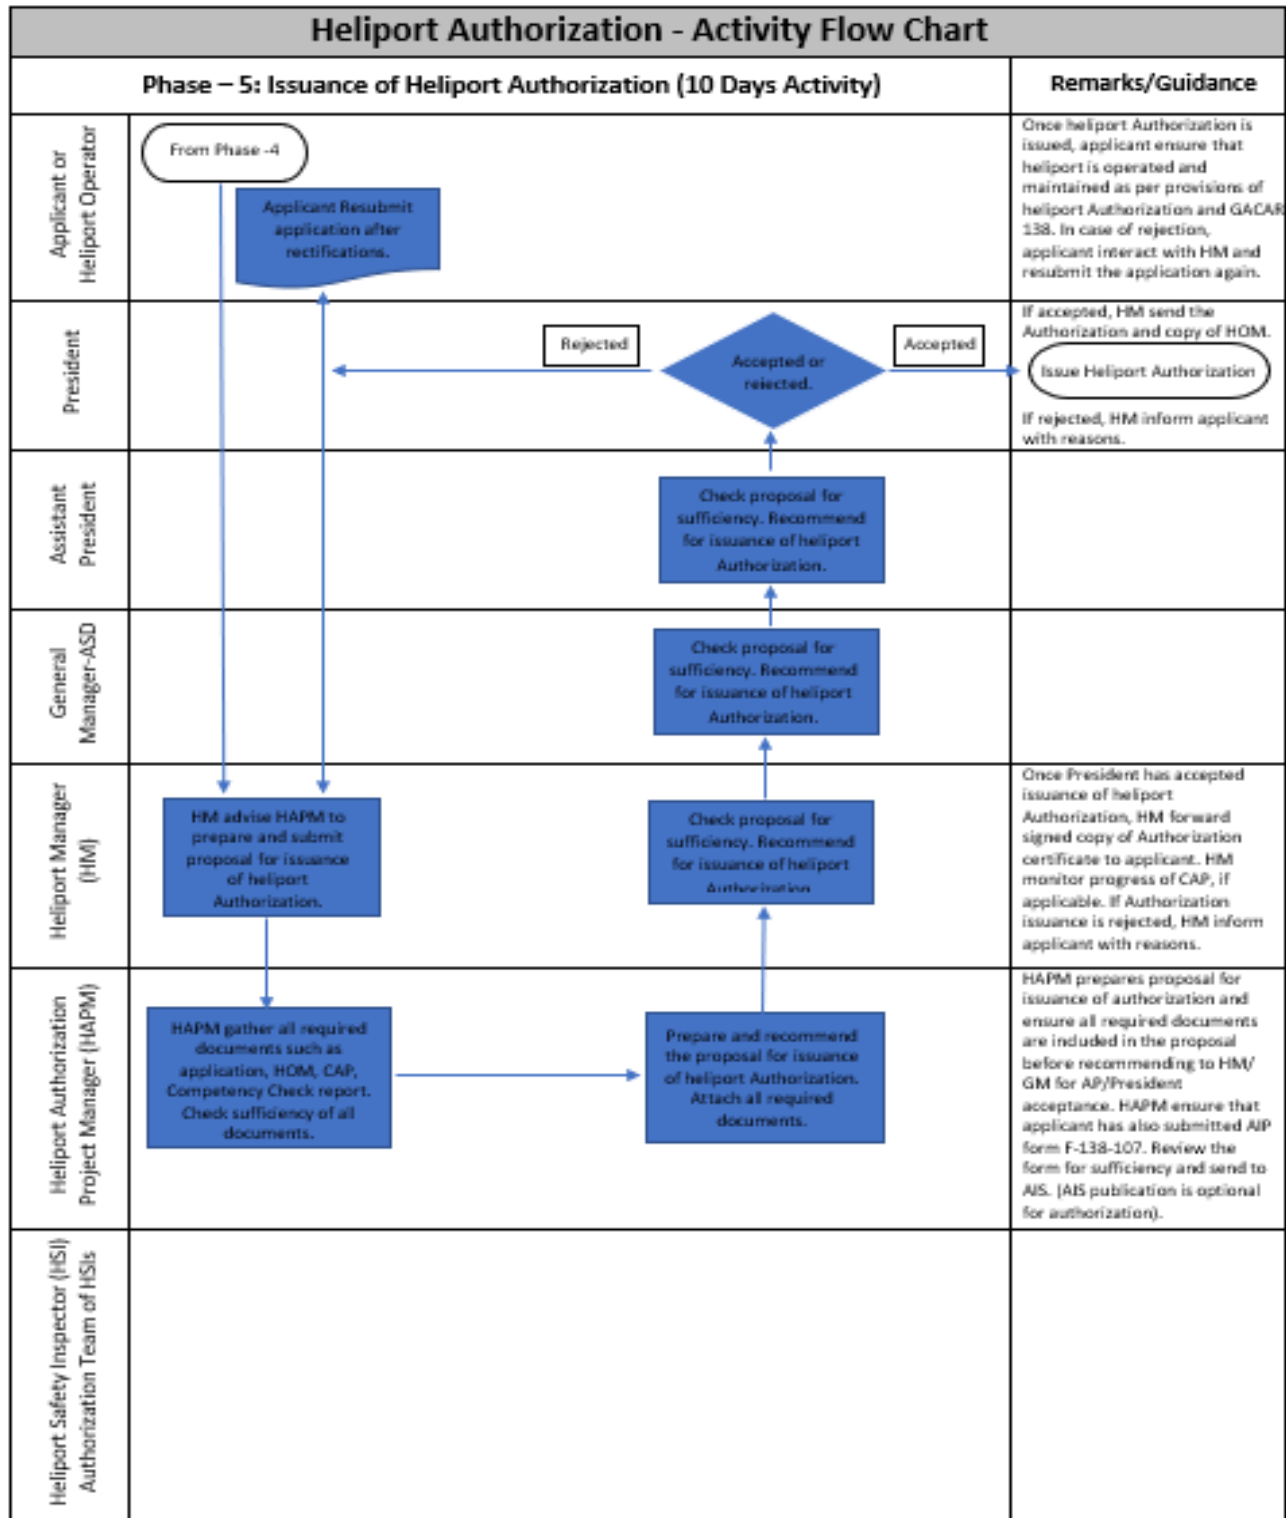 Heliport Authorization - Activity Flow Chart
Phase – 5: Issuance of Heliport Authorization (10 Days Activity)
Remarks/Guidance
Applicant or
Heliport Operator
From Phase -4
Applicant Resubmit
application after
rectifications.
Once heliport Authorization is
issued, applicant ensure that
heliport is operated and
maintained as per provisions of
heliport Authorization and GACAR
138. In case of rejection,
applicant interact with HM and
resubmit the application again.
President
Rejected
Accepted or
rejected.
Accepted
If accepted, HM send the
Authorization and copy of HOM.
Issue Heliport Authorization
If rejected, HM inform applicant
with reasons.
Assistant
President
Check proposal for
sufficiency. Recommend
for issuance of heliport
Authorization.
General
Manager-ASD
Check proposal for
sufficiency. Recommend
for issuance of heliport
Authorization.
Heliport Manager
(HM)
HM advise HAPM to
prepare and submit
proposal for issuance
of heliport
Authorization.
Check proposal for
sufficiency. Recommend
for issuance of heliport
Authorization
Once President has accepted
issuance of heliport
Authorization, HM forward
signed copy of Authorization
certificate to applicant. HM
monitor progress of CAP, if
applicable. If Authorization
issuance is rejected, HM inform
applicant with reasons.
Heliport Authorization
Project Manager (HAPM)
HAPM gather all required
documents such as
application, HOM, CAP,
Competency Check report.
Check sufficiency of all
documents.
Prepare and recommend
the proposal for issuance
of heliport Authorization.
Attach all required
documents.
HAPM prepares proposal for
issuance of authorization and
ensure all required documents
are included in the proposal
before recommending to HM/
GM for AP/President
acceptance. HAPM ensure that
applicant has also submitted AIP
form F-138-107. Review the
form for sufficiency and send to
AIS. (AIS publication is optional
for authorization).
Heliport Safety Inspector (HSI)
Authorization Team of HSIs